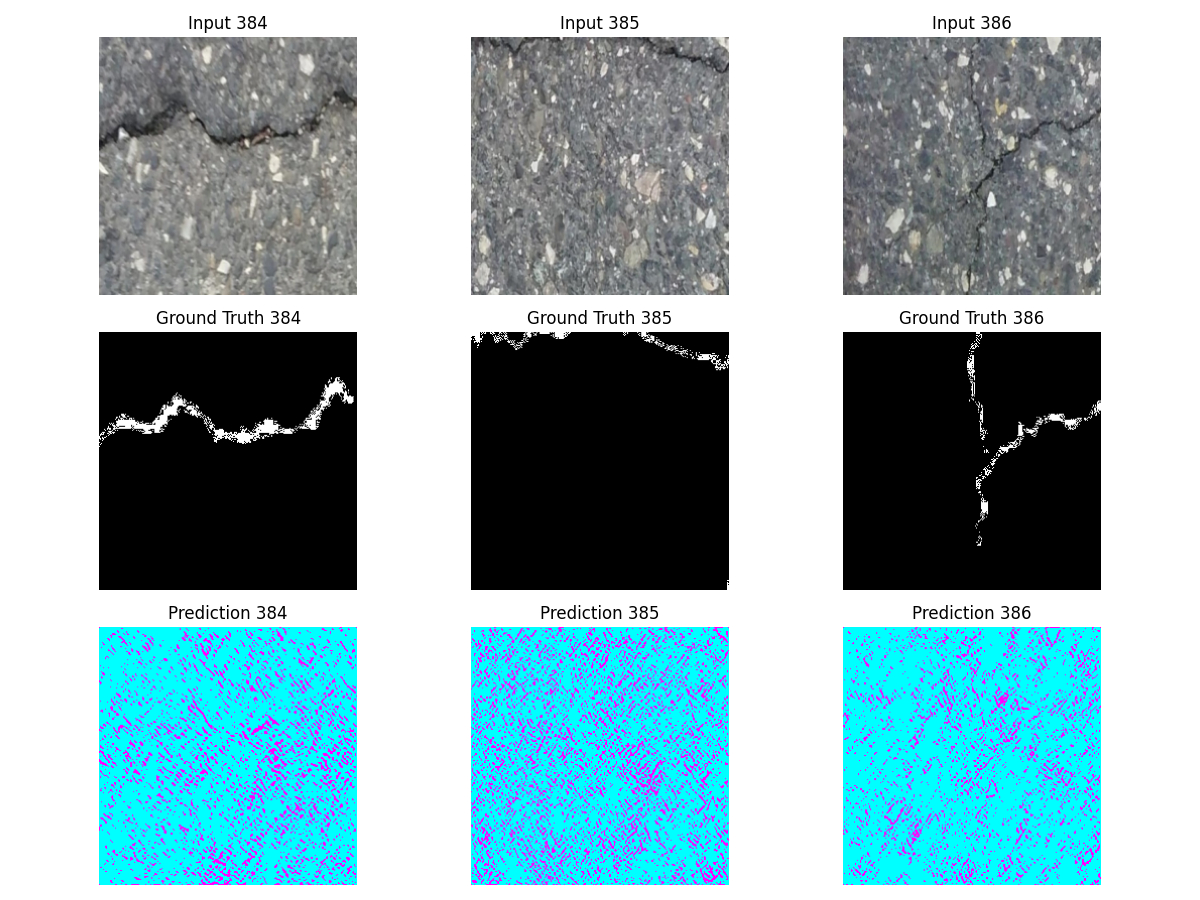 Input 384
Input 385
Input 386
Ground Truth 384
Ground Truth 385
Ground Truth 386
Prediction 384
Prediction 385
Prediction 386